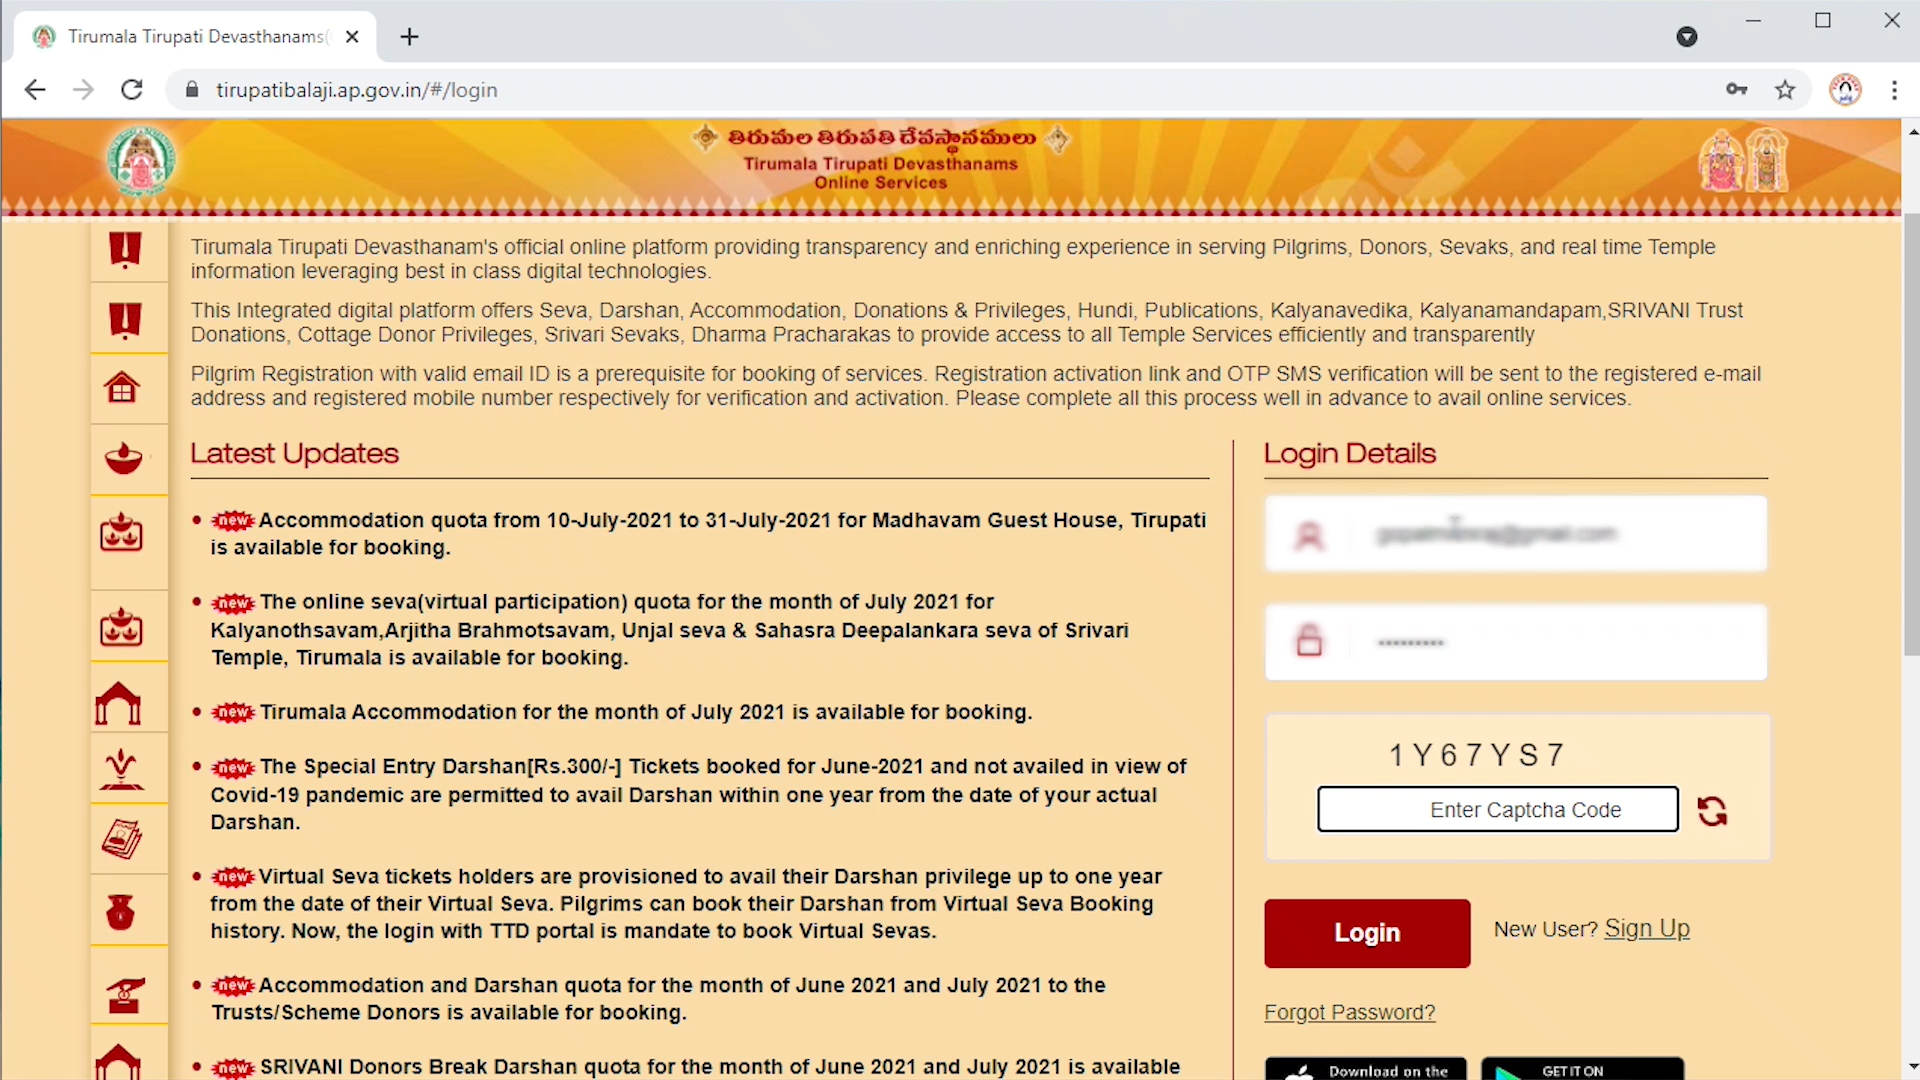 Tirumala Tirupati Devasthanams(
tirupatibalaji.ap.gov.in/#/login
తిరుమల తిరుపతి దేవస్థానములు
Tirumala Tirupati Devasthanams
Online Services
Tirumala Tirupati Devasthanam's official online platform providing transparency and enriching experience in serving Pilgrims, Donors, Sevaks, and real time Temple
information leveraging best in class digital technologies.
This Integrated digital platform offers Seva, Darshan, Accommodation, Donations & Privileges, Hundi, Publications, Kalyanavedika, Kalyanamandapam,SRIVANI Trust
Donations, Cottage Donor Privileges, Srivari Sevaks, Dharma Pracharakas to provide access to all Temple Services efficiently and transparently
Pilgrim Registration with valid email ID is a prerequisite for booking of services. Registration activation link and OTP SMS verification will be sent to the registered e-mail
address and registered mobile number respectively for verification and activation. Please complete all this process well in advance to avail online services.
Latest Updates
new Accommodation quota from 10-July-2021 to 31-July-2021 for Madhavam Guest House, Tirupati
is available for booking.
new The online seva(virtual participation) quota for the month of July 2021 for
Kalyanothsavam,Arjitha Brahmotsavam, Unjal seva & Sahasra Deepalankara seva of Srivari
Temple, Tirumala is available for booking.
new Tirumala Accommodation for the month of July 2021 is available for booking.
new The Special Entry Darshan[Rs.300/-] Tickets booked for June-2021 and not availed in view of
Covid-19 pandemic are permitted to avail Darshan within one year from the date of your actual
Darshan.
new Virtual Seva tickets holders are provisioned to avail their Darshan privilege up to one year
from the date of their Virtual Seva. Pilgrims can book their Darshan from Virtual Seva Booking
history. Now, the login with TTD portal is mandate to book Virtual Sevas.
new Accommodation and Darshan quota for the month of June 2021 and July 2021 to the
Trusts/Scheme Donors is available for booking.
new SRIVANI Donors Break Darshan quota for the month of June 2021 and July 2021 is available
Login Details
1Y67YS7
Enter Captcha Code
Login
New User? Sign Up
Forgot Password?
Download on the
GET IT ON